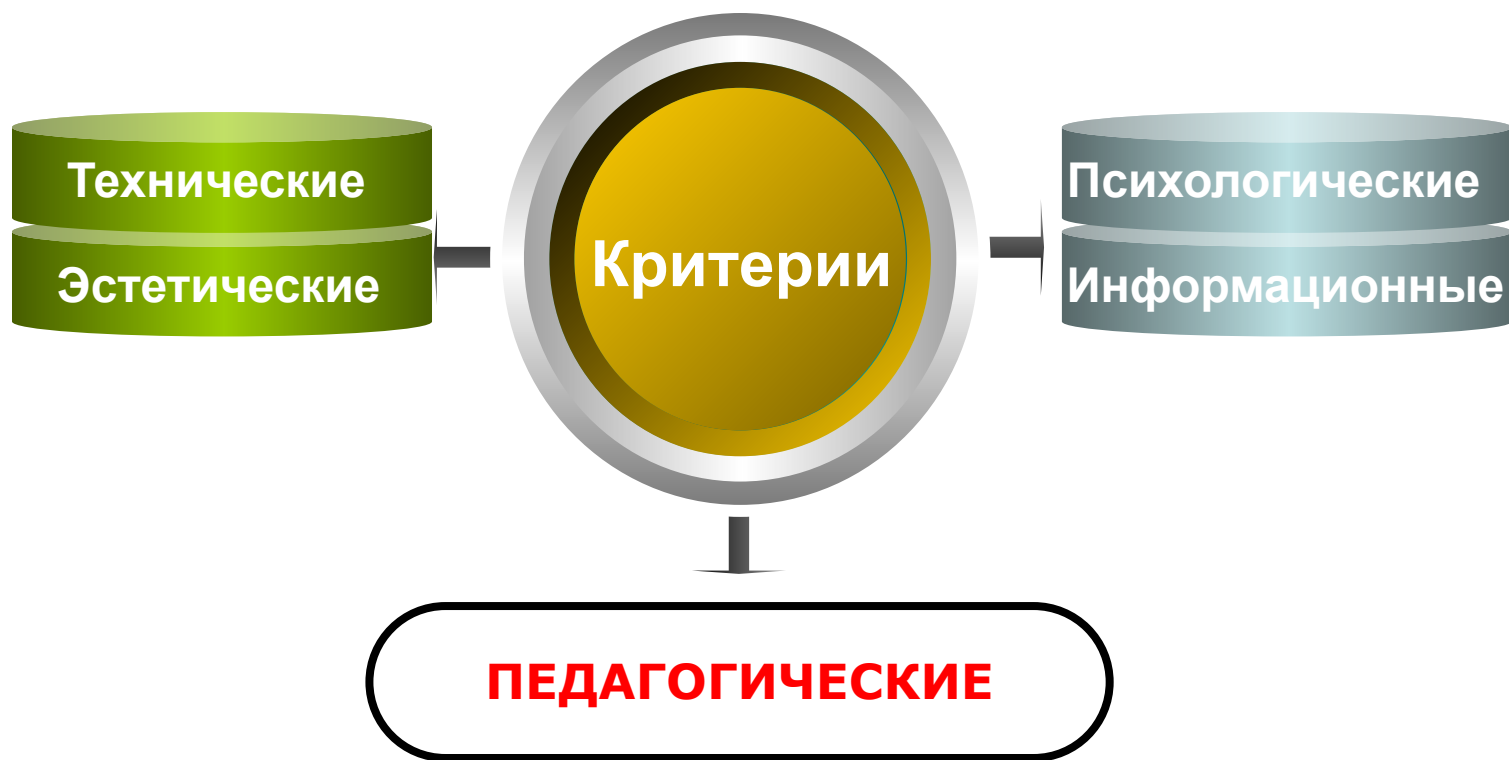 Технические
Эстетические
Критерии
Психологические
Информационные
ПЕДАГОГИЧЕСКИЕ